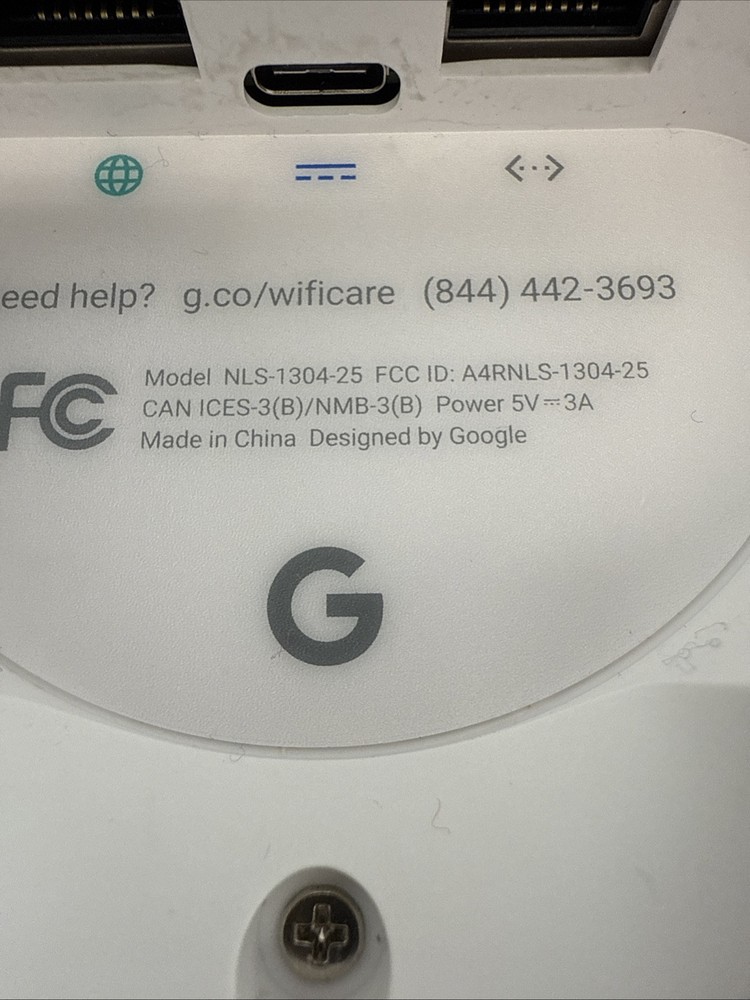 eed help? g.co/wificare (844) 442-3693
FC
Model NLS-1304-25 FCC ID: A4RNLS-1304-25
CAN ICES-3(B)/NMB-3(B) Power 5V⎓3A
Made in China Designed by Google
G